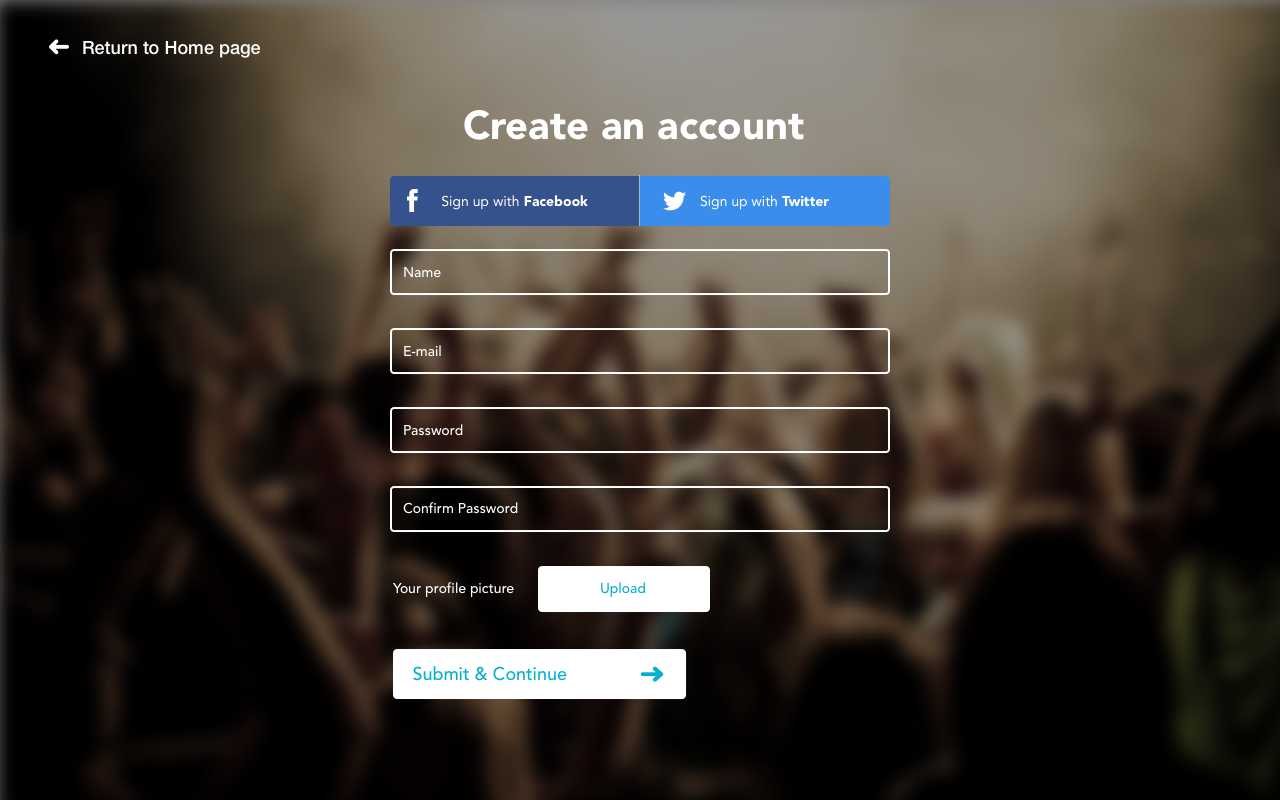 Return to Home page
Create an account
Sign up with Facebook
Sign up with Twitter
Name
E-mail
Password
Confirm Password
Your profile picture
Upload
Submit & Continue